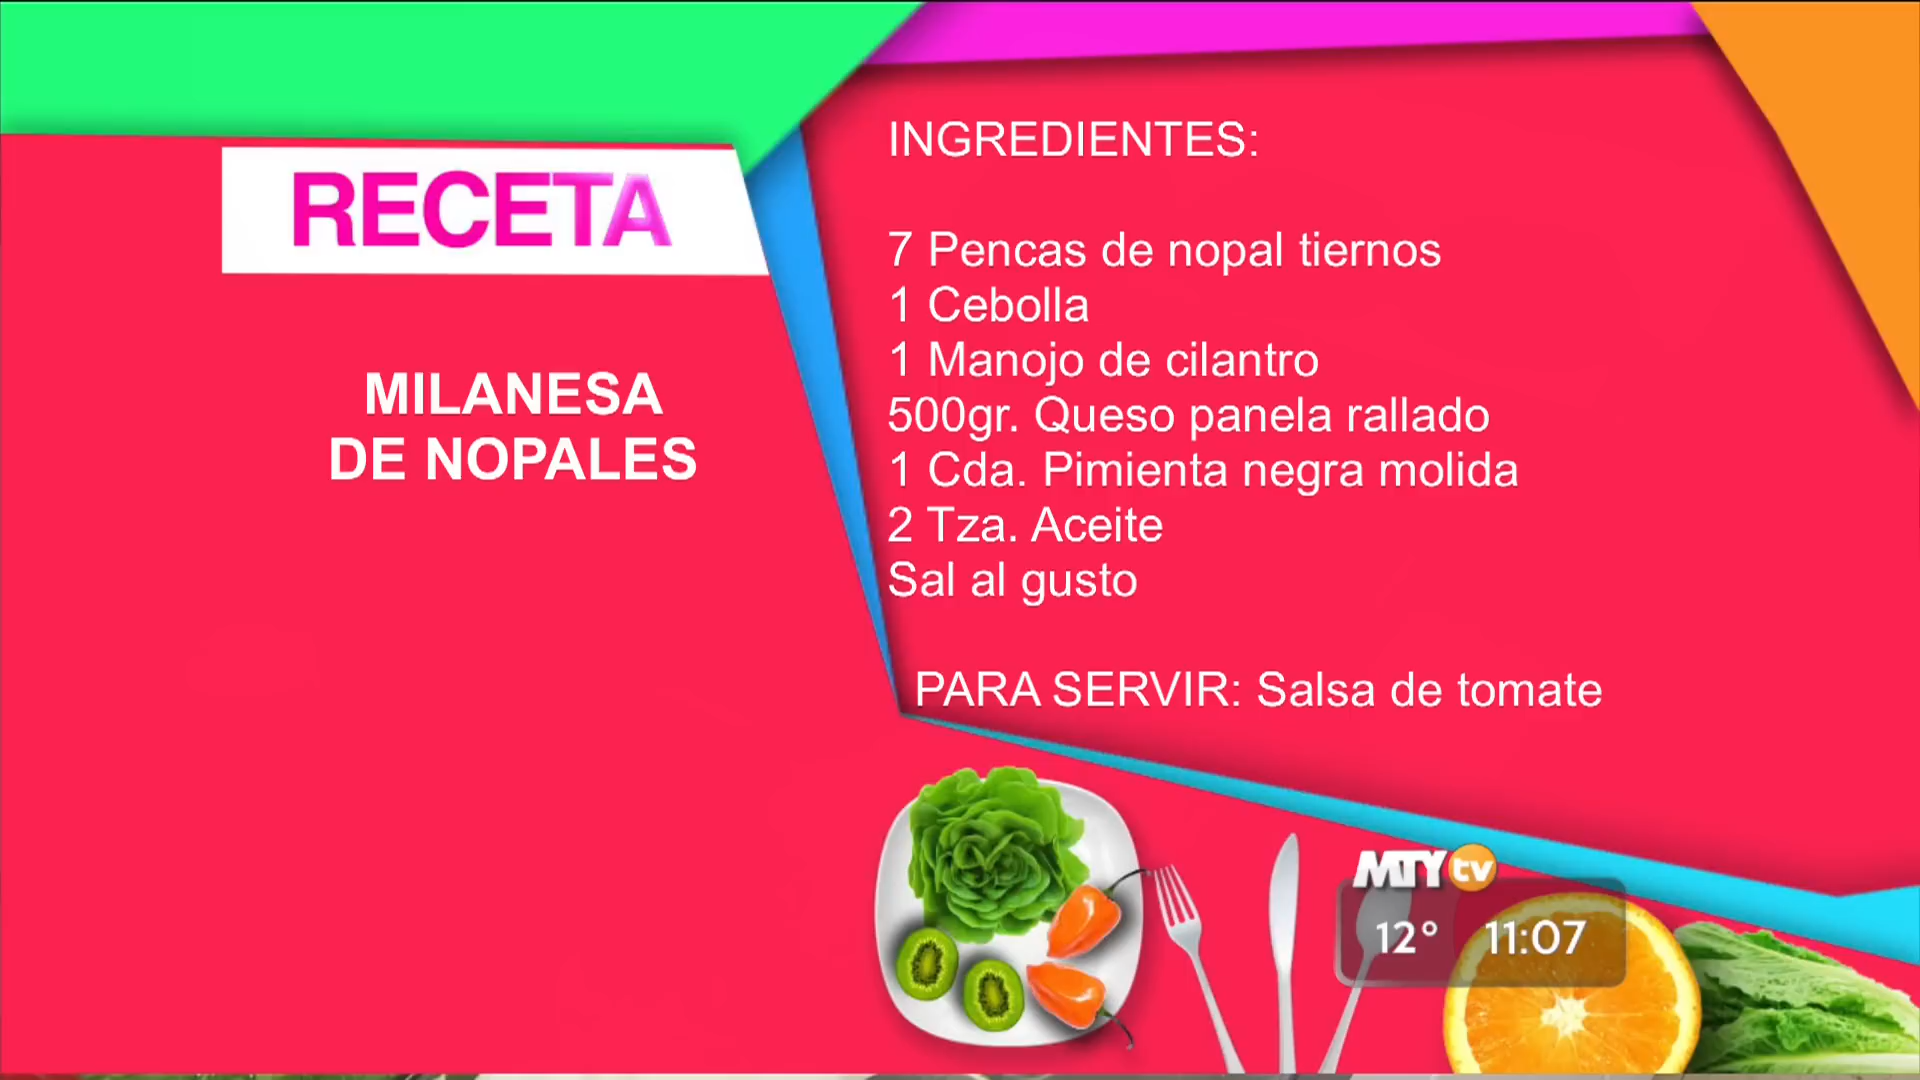 RECETA
MILANESA
DE NOPALES
INGREDIENTES:
7 Pencas de nopal tiernos
1 Cebolla
1 Manojo de cilantro
500gr. Queso panela rallado
1 Cda. Pimienta negra molida
2 Tza. Aceite
Sal al gusto
PARA SERVIR: Salsa de tomate
MTY tv
12° 11:07